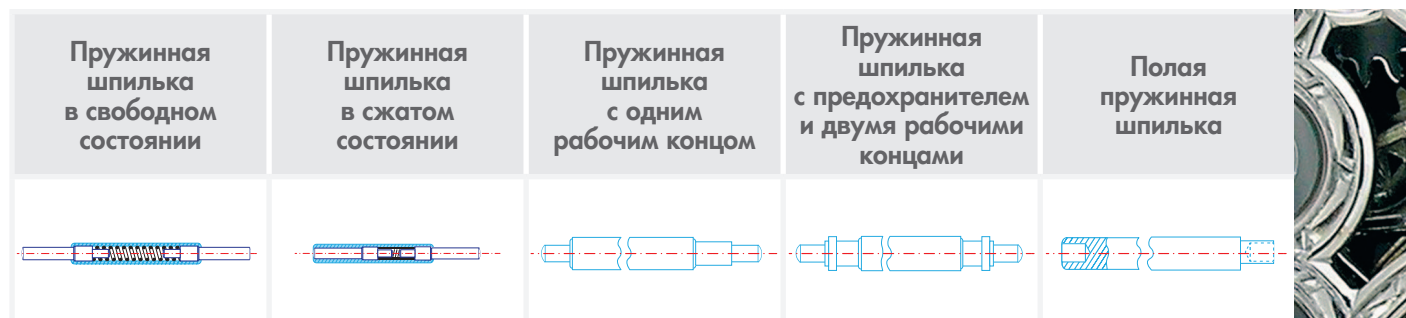 Пружинная
шпилька
в свободном
состоянии
Пружинная
шпилька
в сжатом
состоянии
Пружинная
шпилька
с одним
рабочим концом
Пружинная
шпилька
с предохранителем
и двумя рабочими
концами
Полая
пружинная
шпилька